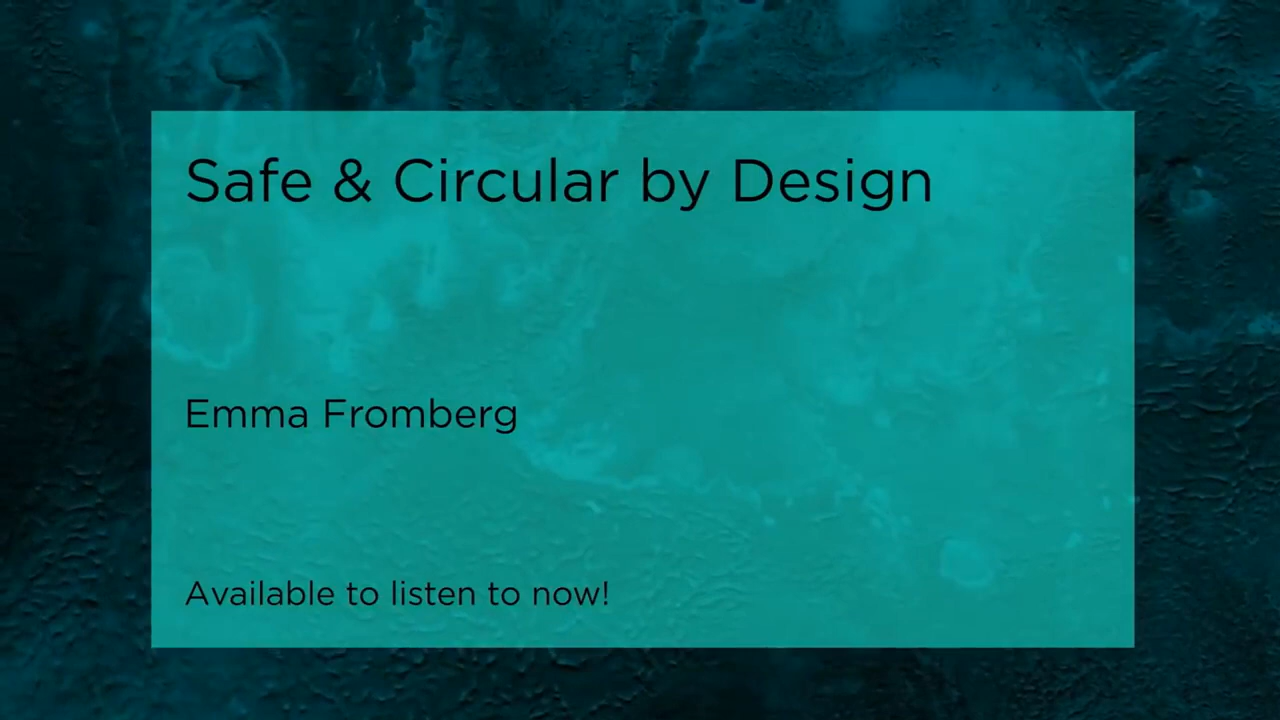 Safe & Circular by Design
Emma Fromberg
Available to listen to now!